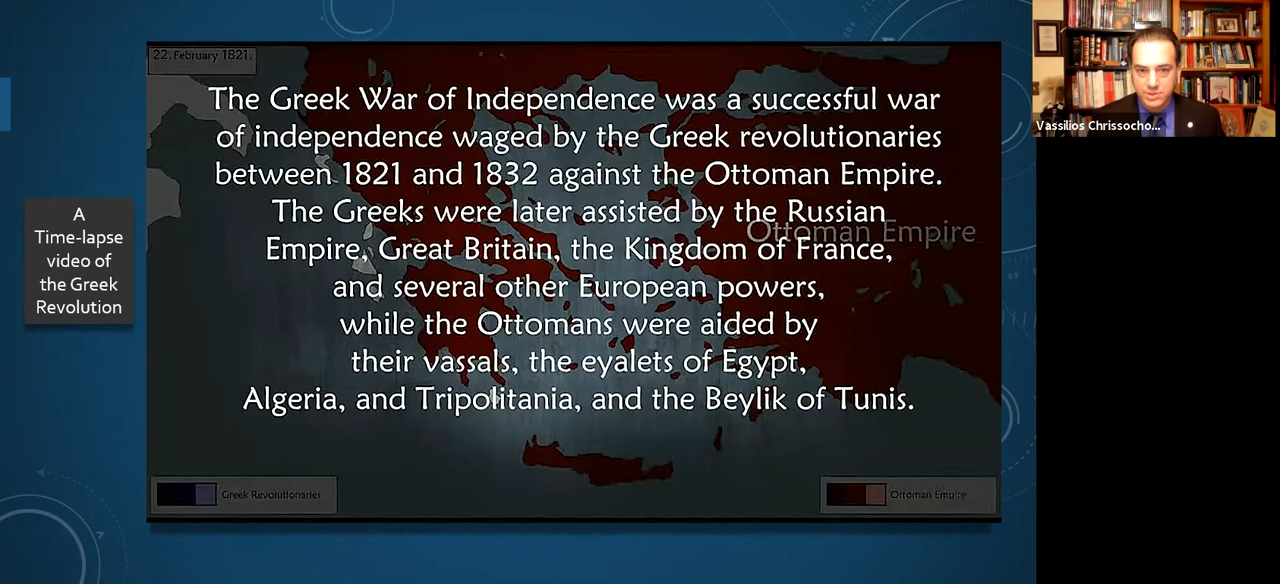 22. February 1821.
The Greek War of Independence was a successful war
of independence waged by the Greek revolutionaries
between 1821 and 1832 against the Ottoman Empire.
The Greeks were later assisted by the Russian
Empire, Great Britain, the Kingdom of France,
and several other European powers,
while the Ottomans were aided by
their vassals, the eyalets of Egypt,
Algeria, and Tripolitania, and the Beylik of Tunis.
Ottoman Empire
Greek Revolutionaries
Ottoman Empire
A
Time-lapse
video of
the Greek
Revolution
Vassilios Chrissocho...